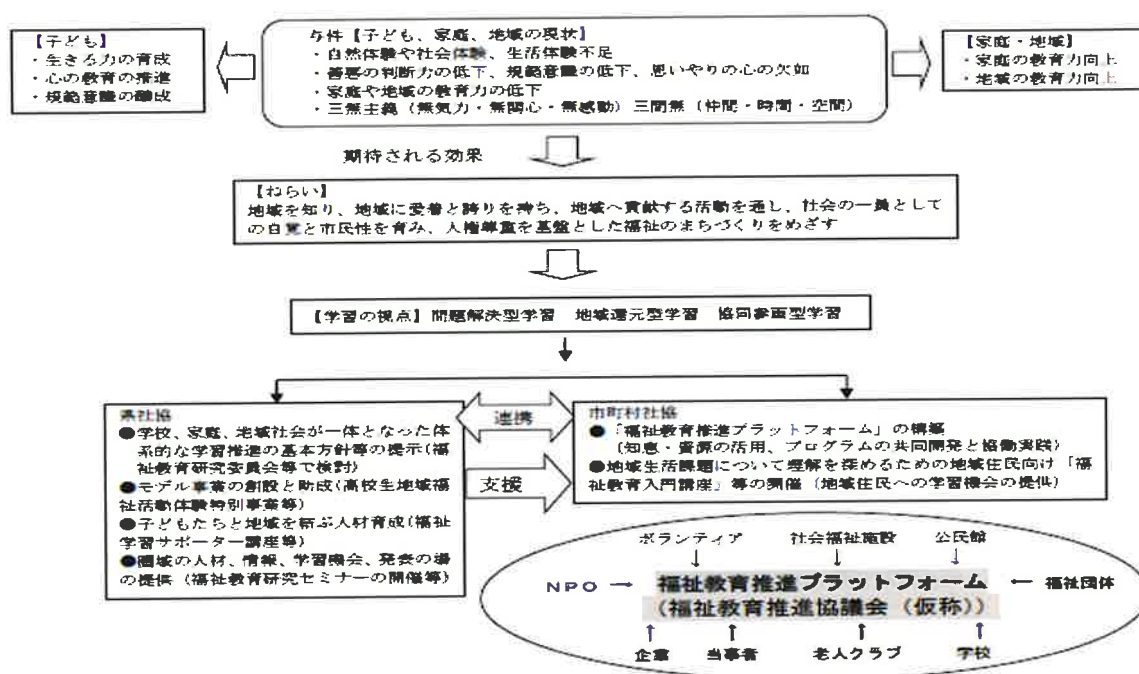 【子ども】
・生きる力の育成
・心の教育の推進
・規範意識の醸成
与件【子ども、家庭、地域の現状】
・自然体験や社会体験、生活体験不足
・善悪の判断力の低下、規範意識の低下、思いやりの心の欠如
・家庭や地域の教育力の低下
・三無主義(無気力・無関心・無感動)三間無(仲間・時間・空間)
【家庭・地域】
・家庭の教育力向上
・地域の教育力向上
期待される効果
【ねらい】
地域を知り、地域に愛着と誇りを持ち、地域へ貢献する活動を通し、社会の一員として
の自覚と市民性を育み、人権尊重を基盤とした福祉のまちづくりをめざす
【学習の視点】問題解決型学習 地域還元型学習 協同参画型学習
県社協
●学校、家庭、地域社会が一体となった体
系的な学習推進の基本方針等の提示(福
祉教育研究委員会等で検討)
●モデル事業の創設と助成(高校生地域福
祉活動体験特別事業等)
●子どもたちと地域を結ぶ人材育成(福祉
学習サポーター講座等)
●圏域の人材、情報、学習機会、発表の場
の提供(福祉教育研究セミナーの開催等)
連携
支援
市町村社協
●「福祉教育推進プラットフォーム」の構築
(知恵・資源の活用、プログラムの共同開発と協働実践)
●地域生活課題について理解を深めるための地域住民向け「福
祉教育入門講座」等の開催(地域住民への学習機会の提供)
ボランティア 社会福祉施設 公民館
NPO 福祉教育推進プラットフォーム 福祉団体
(福祉教育推進協議会(仮称))
企業 当事者 老人クラブ 学校